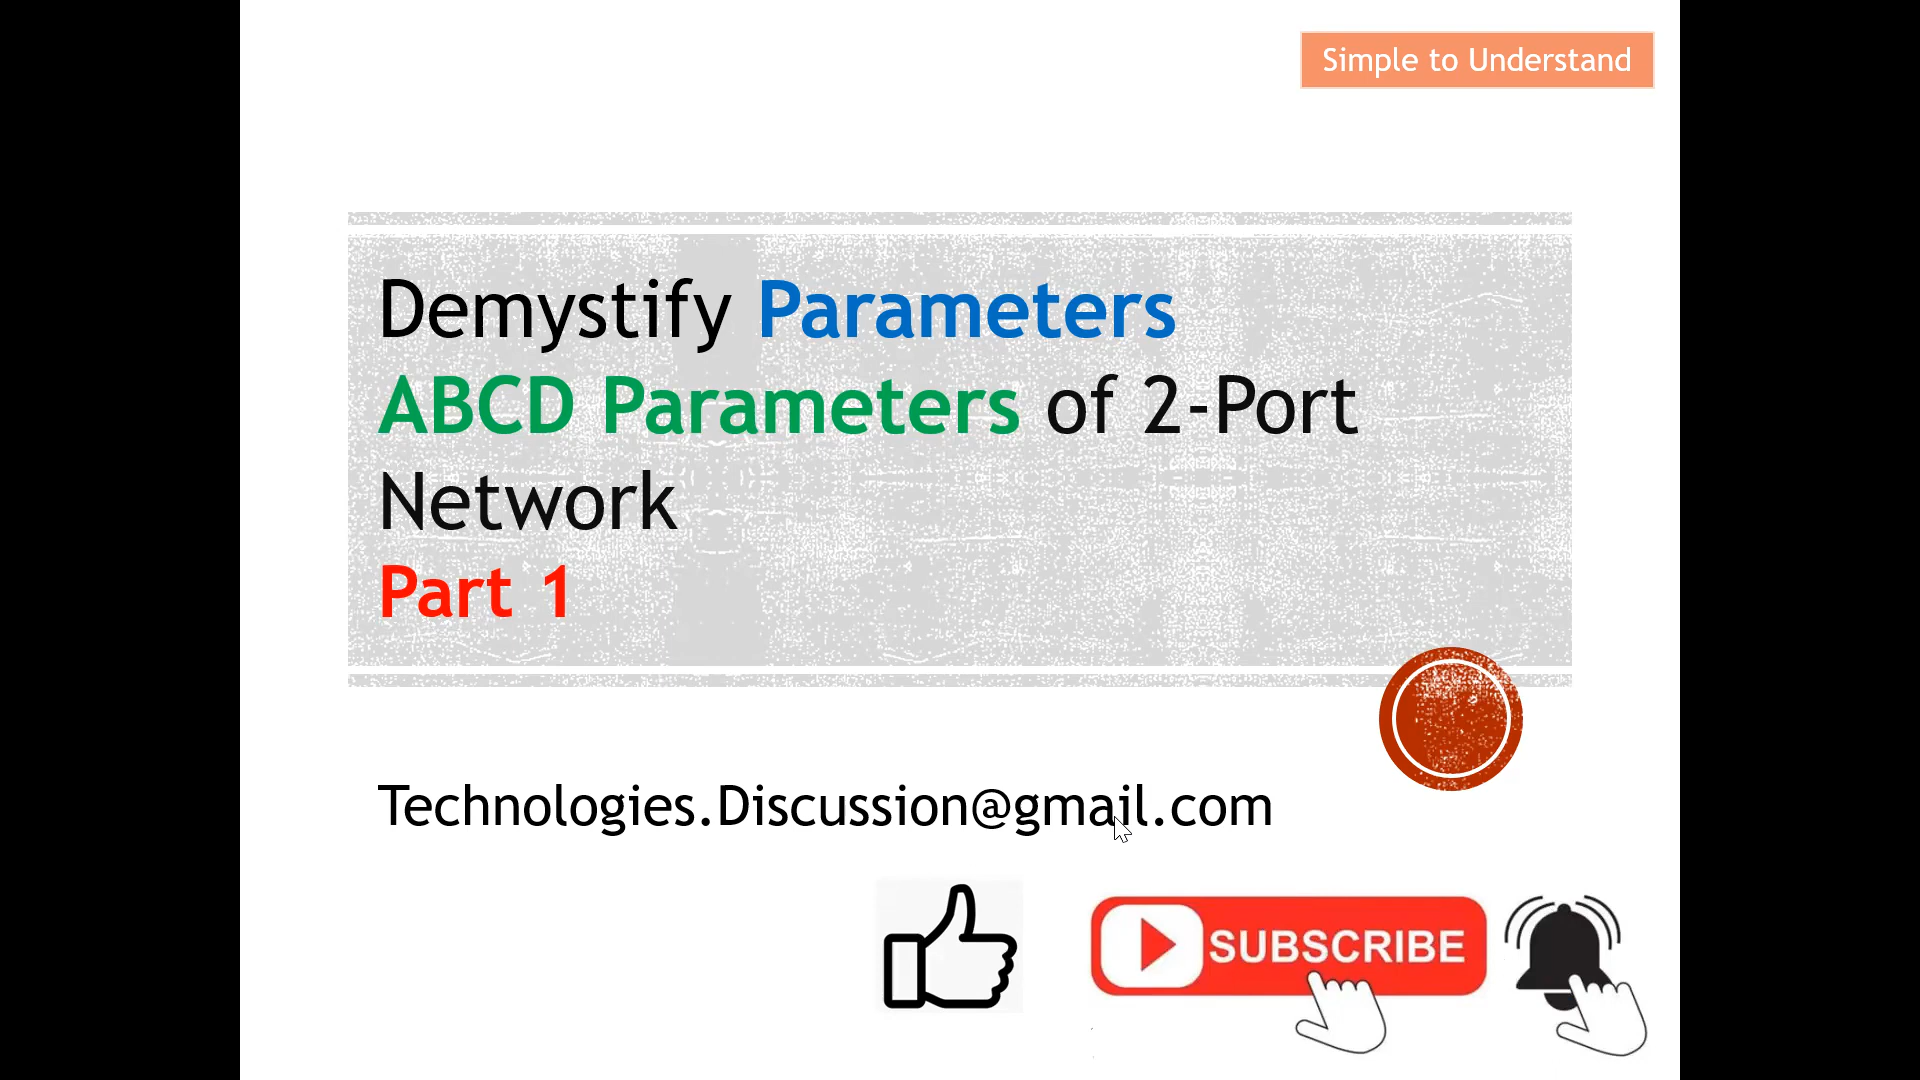 Simple to Understand
Demystify Parameters
ABCD Parameters of 2-Port
Network
Part 1
Technologies.Discussion@gmail.com
SUBSCRIBE